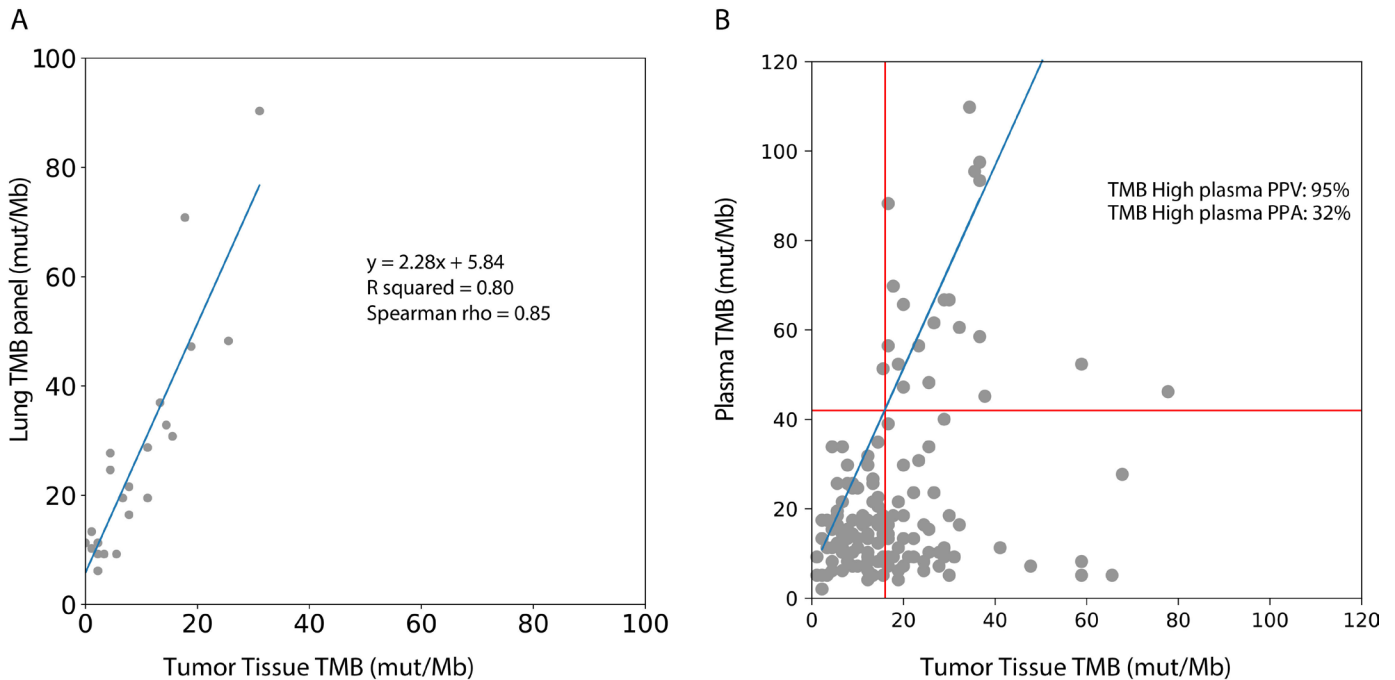 A
100
80
60
40
20
0
Lung TMB panel (mut/Mb)
y = 2.28x + 5.84
R squared = 0.80
Spearman rho = 0.85
0 20 40 60 80 100
Tumor Tissue TMB (mut/Mb)
B
120
100
80
60
40
20
0
Plasma TMB (mut/Mb)
TMB High plasma PPV: 95%
TMB High plasma PPA: 32%
0 20 40 60 80 100 120
Tumor Tissue TMB (mut/Mb)